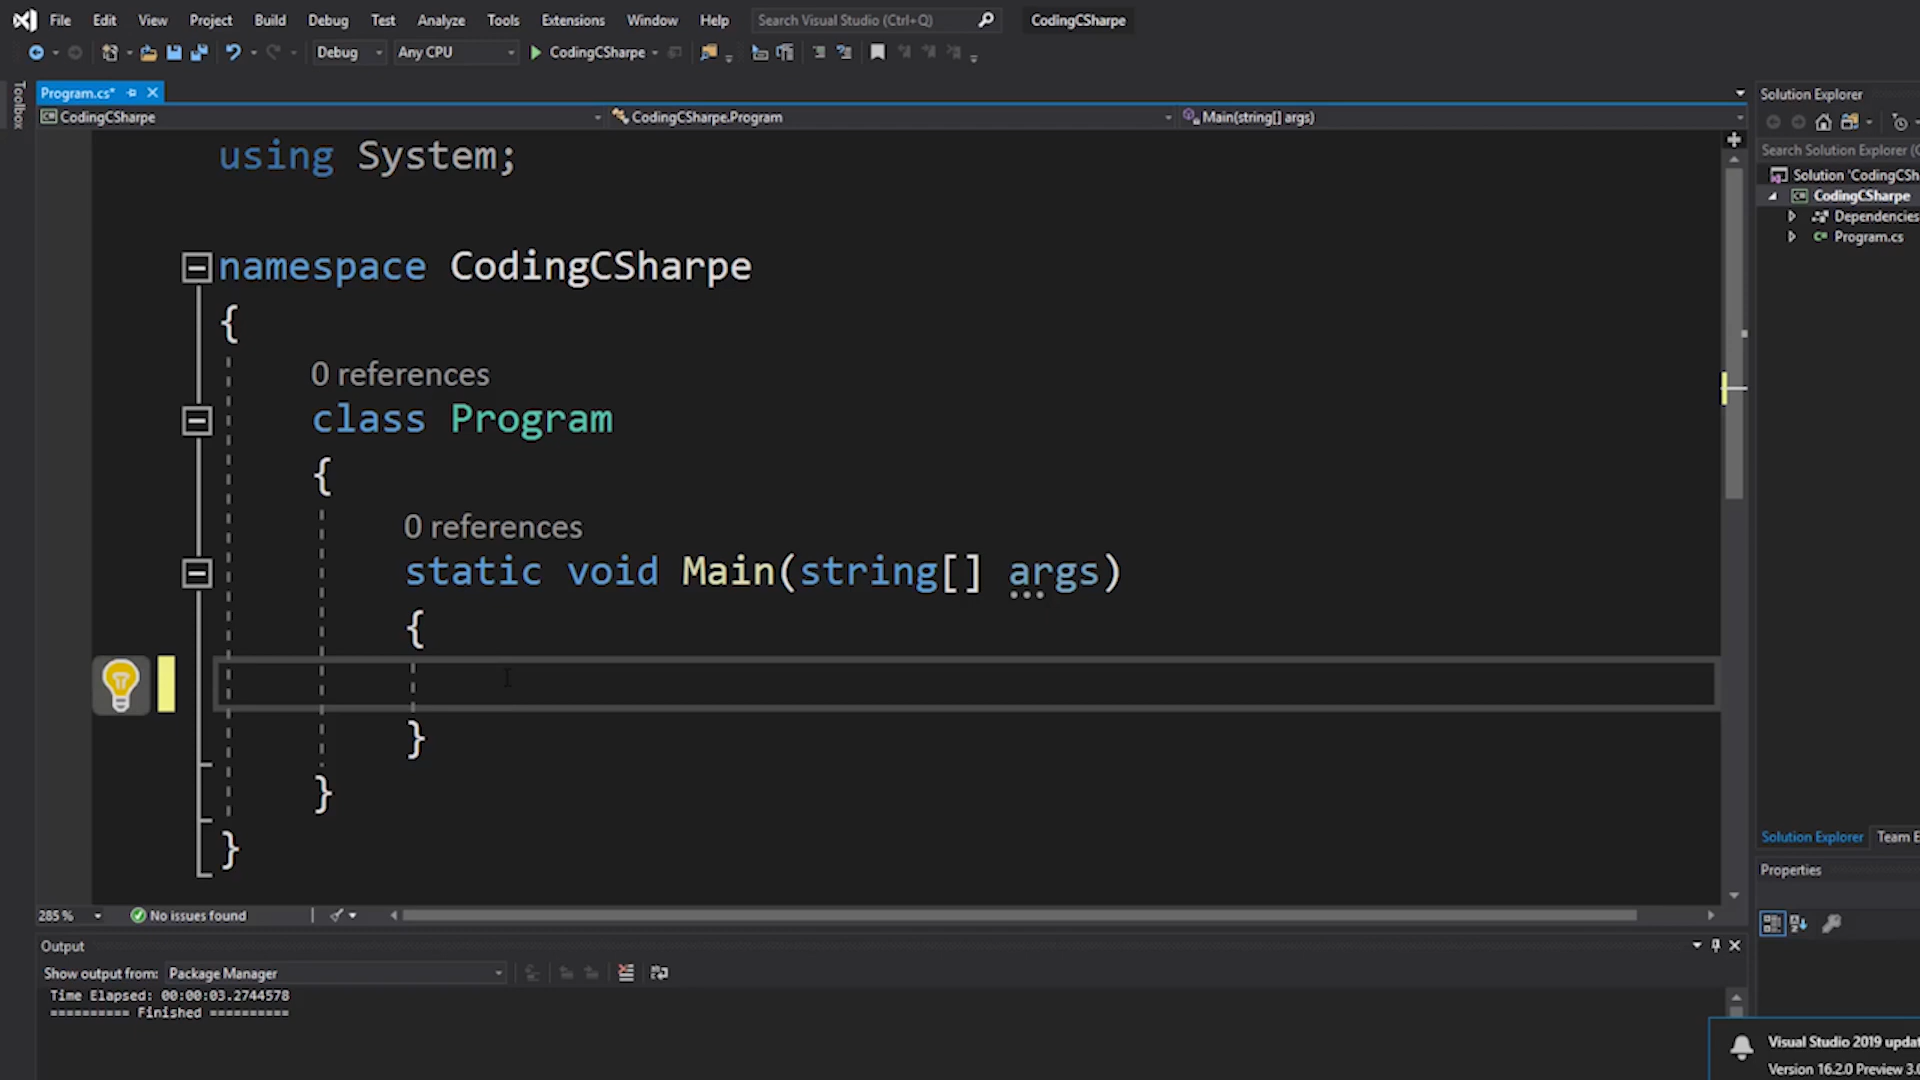 File Edit View Project Build Debug Test Analyze Tools Extensions Window Help Search Visual Studio (Ctrl+Q) CodingCSharpe
Debug Any CPU CodingCSharpe
Toolbox
Program.cs*
CodingCSharpe CodingCSharpe.Program Main(string[] args)
using System;
namespace CodingCSharpe
{
0 references
class Program
{
0 references
static void Main(string[] args)
{
}
}
}
285 % No issues found
Output
Show output from: Package Manager
Time Elapsed: 00:00:03.2744578
========== Finished ==========
Solution Explorer
Search Solution Explorer (C
Solution 'CodingCSh
CodingCSharpe
Dependencies
Program.cs
Solution Explorer Team E
Properties
Visual Studio 2019 updat
Version 16.2.0 Preview 3.0